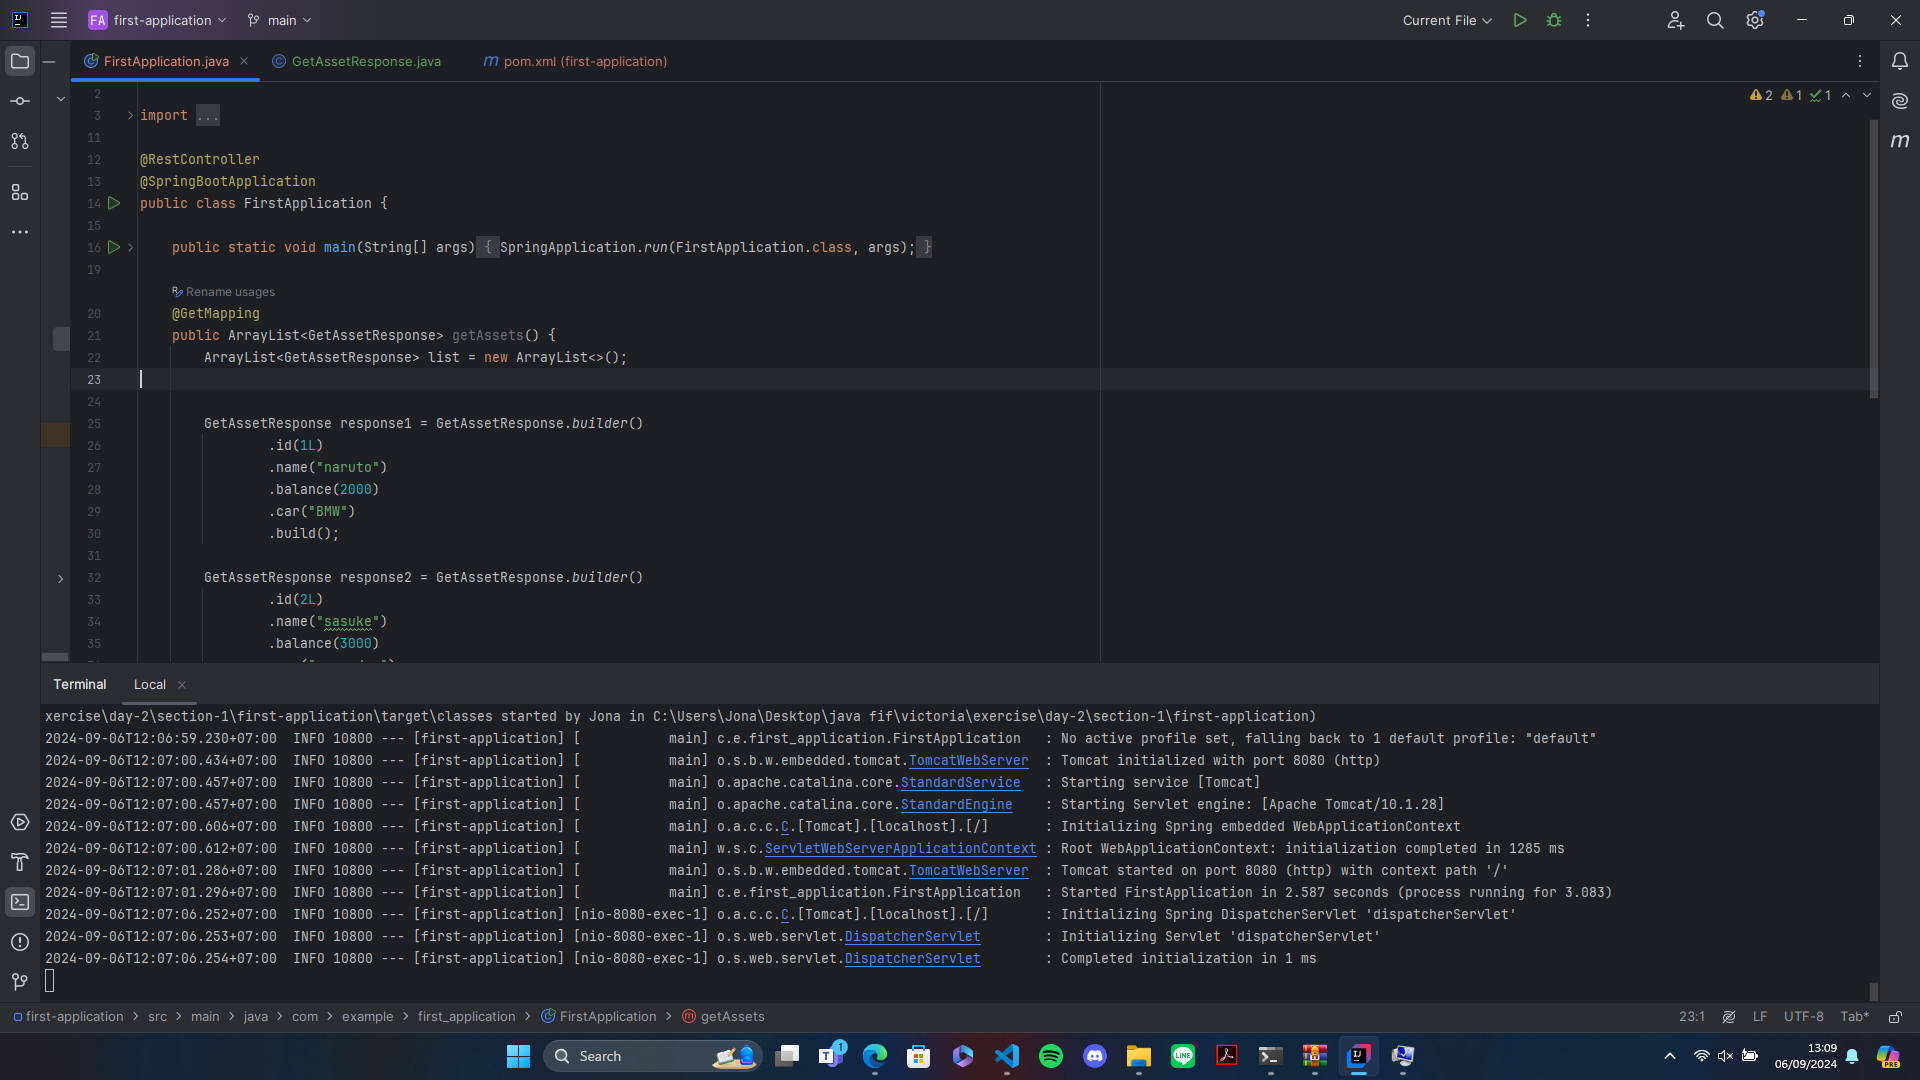 FA first-application main Current File
FirstApplication.java GetAssetResponse.java m pom.xml (first-application)
2 1 1
2
3 import ...
11
12 @RestController
13 @SpringBootApplication
14 public class FirstApplication {
15
16 public static void main(String[] args) { SpringApplication.run(FirstApplication.class, args); }
19
Rename usages
20 @GetMapping
21 public ArrayList<GetAssetResponse> getAssets() {
22 ArrayList<GetAssetResponse> list = new ArrayList<>();
23
24
25 GetAssetResponse response1 = GetAssetResponse.builder()
26 .id(1L)
27 .name("naruto")
28 .balance(2000)
29 .car("BMW")
30 .build();
31
32 GetAssetResponse response2 = GetAssetResponse.builder()
33 .id(2L)
34 .name("sasuke")
35 .balance(3000)
Terminal Local
xercise\day-2\section-1\first-application\target\classes started by Jona in C:\Users\Jona\Desktop\java fif\victoria\exercise\day-2\section-1\first-application)
2024-09-06T12:06:59.230+07:00  INFO 10800 --- [first-application] [           main] c.e.first_application.FirstApplication   : No active profile set, falling back to 1 default profile: "default"
2024-09-06T12:07:00.434+07:00  INFO 10800 --- [first-application] [           main] o.s.b.w.embedded.tomcat.TomcatWebServer  : Tomcat initialized with port 8080 (http)
2024-09-06T12:07:00.457+07:00  INFO 10800 --- [first-application] [           main] o.apache.catalina.core.StandardService   : Starting service [Tomcat]
2024-09-06T12:07:00.457+07:00  INFO 10800 --- [first-application] [           main] o.apache.catalina.core.StandardEngine    : Starting Servlet engine: [Apache Tomcat/10.1.28]
2024-09-06T12:07:00.606+07:00  INFO 10800 --- [first-application] [           main] o.a.c.c.C.[Tomcat].[localhost].[/]       : Initializing Spring embedded WebApplicationContext
2024-09-06T12:07:00.612+07:00  INFO 10800 --- [first-application] [           main] w.s.c.ServletWebServerApplicationContext : Root WebApplicationContext: initialization completed in 1285 ms
2024-09-06T12:07:01.286+07:00  INFO 10800 --- [first-application] [           main] o.s.b.w.embedded.tomcat.TomcatWebServer  : Tomcat started on port 8080 (http) with context path '/'
2024-09-06T12:07:01.296+07:00  INFO 10800 --- [first-application] [           main] c.e.first_application.FirstApplication   : Started FirstApplication in 2.587 seconds (process running for 3.083)
2024-09-06T12:07:06.252+07:00  INFO 10800 --- [first-application] [nio-8080-exec-1] o.a.c.c.C.[Tomcat].[localhost].[/]       : Initializing Spring DispatcherServlet 'dispatcherServlet'
2024-09-06T12:07:06.253+07:00  INFO 10800 --- [first-application] [nio-8080-exec-1] o.s.web.servlet.DispatcherServlet        : Initializing Servlet 'dispatcherServlet'
2024-09-06T12:07:06.254+07:00  INFO 10800 --- [first-application] [nio-8080-exec-1] o.s.web.servlet.DispatcherServlet        : Completed initialization in 1 ms
first-application > src > main > java > com > example > first_application > FirstApplication > getAssets 23:1 LF UTF-8 Tab*
Search 13:09
06/09/2024